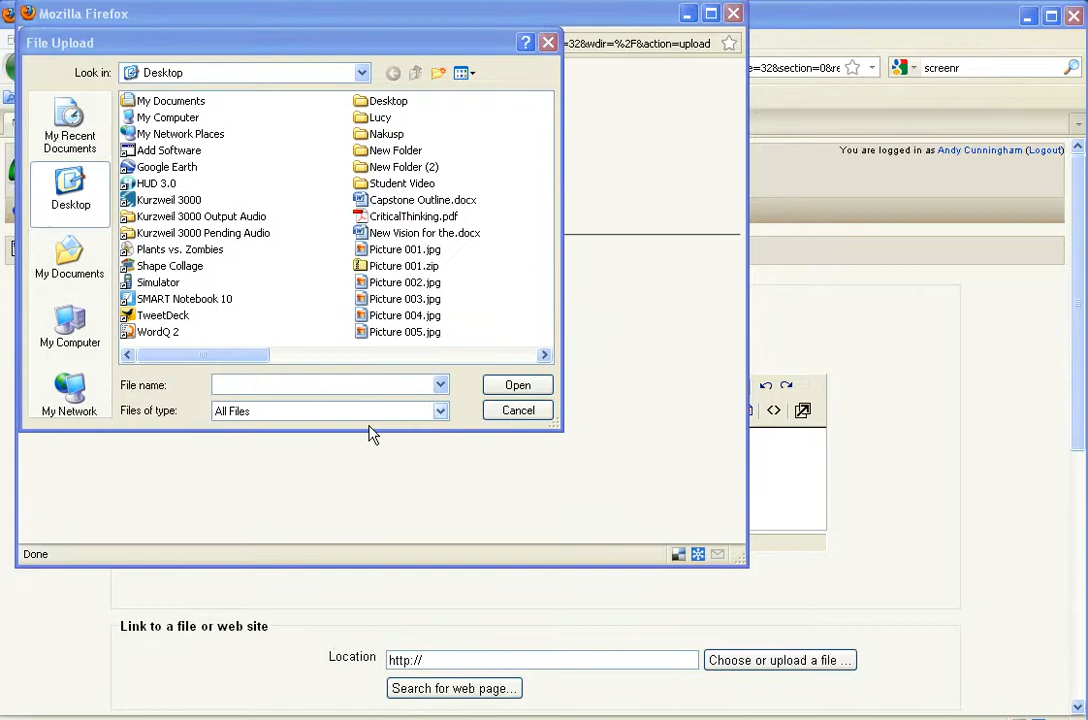 Mozilla Firefox
File Upload
=32&wdir=%2F&action=upload
e=32&section=0&re
screenr
Look in:
Desktop
You are logged in as Andy Cunningham (Logout)
My Recent
Documents
Desktop
My Documents
My Computer
My Network
My Documents
My Computer
My Network Places
Add Software
Google Earth
HUD 3.0
Kurzweil 3000
Kurzweil 3000 Output Audio
Kurzweil 3000 Pending Audio
Plants vs. Zombies
Shape Collage
Simulator
SMART Notebook 10
TweetDeck
WordQ 2
Desktop
Lucy
Nakusp
New Folder
New Folder (2)
Student Video
Capstone Outline.docx
CriticalThinking.pdf
New Vision for the.docx
Picture 001.jpg
Picture 001.zip
Picture 002.jpg
Picture 003.jpg
Picture 004.jpg
Picture 005.jpg
File name:
Open
Files of type:
All Files
Cancel
Done
Link to a file or web site
Location
http://
Choose or upload a file ...
Search for web page...